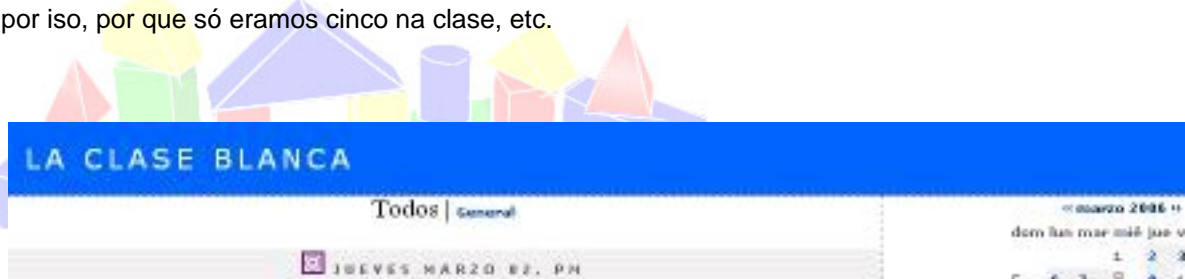 por iso, por que só eramos cinco na clase, etc.
LA CLASE BLANCA
Todos | General
« marzo 2006 »
dom lun mar mié jue v
JUEVES MARZO 02, PM
1 2 3